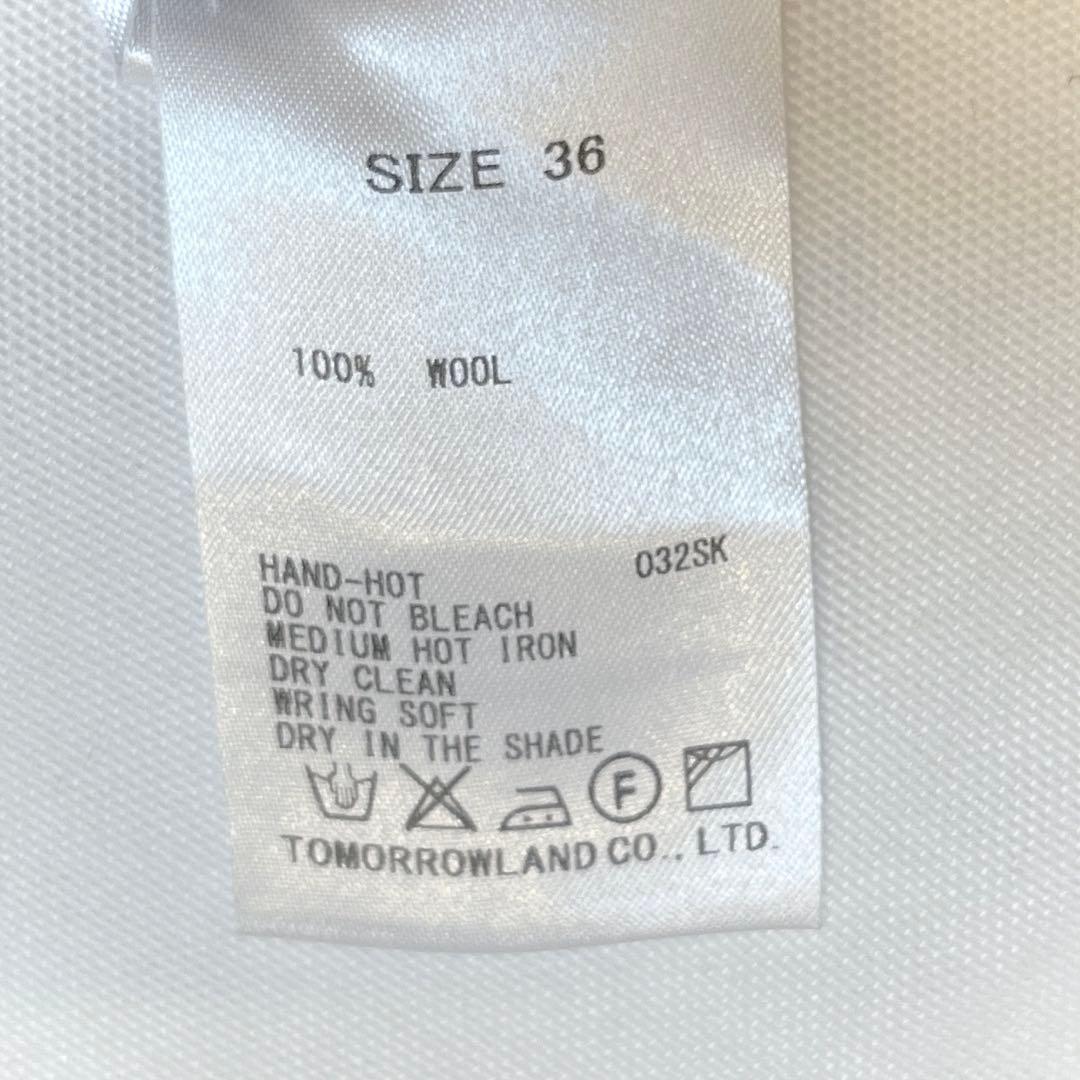 SIZE 36
100% WOOL
032SK
HAND-HOT
DO NOT BLEACH
MEDIUM HOT IRON
DRY CLEAN
WRING SOFT
DRY IN THE SHADE
F
TOMORROWLAND CO., LTD.